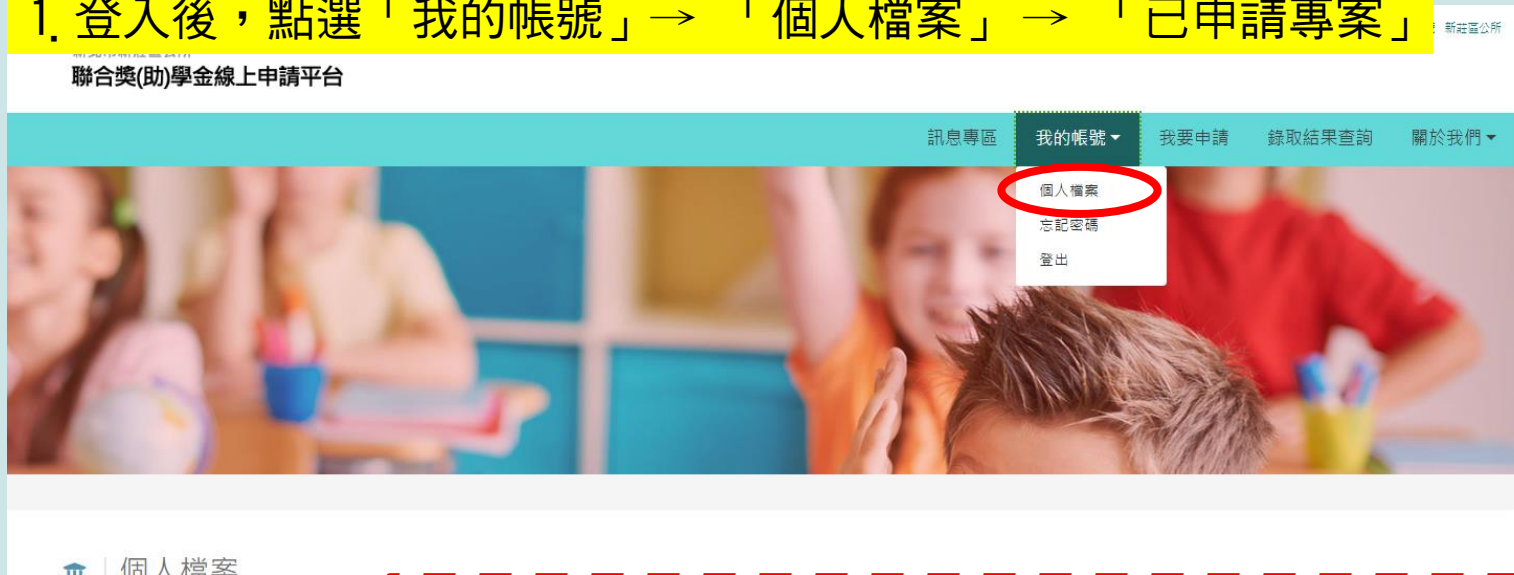 1. 登入後，點選「我的帳號」→ 「個人檔案」 → 「已申請專案」
新莊區公所
聯合獎(助)學金線上申請平台
訊息專區 我的帳號 我要申請 錄取結果查詢 關於我們
個人檔案
忘記密碼
登出
個人檔案